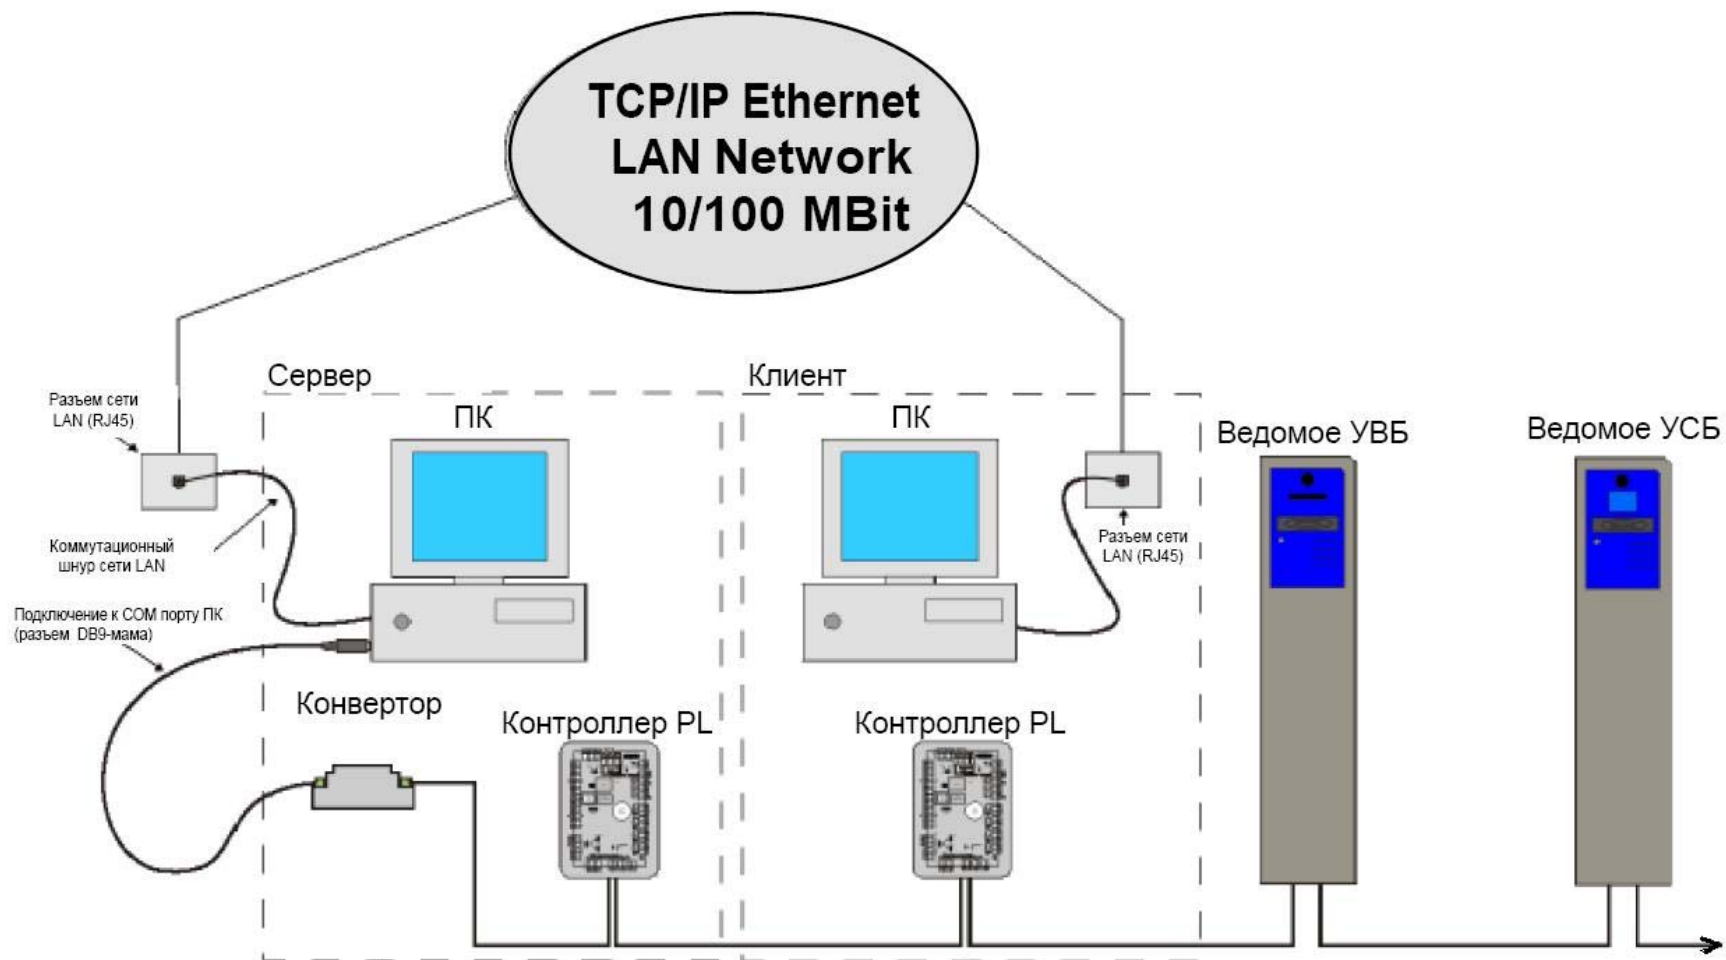 TCP/IP Ethernet
LAN Network
10/100 MBit
Сервер
Клиент
Разъем сети
LAN (RJ45)
ПК
ПК
Ведомое УВБ
Ведомое УСБ
Коммутационный
шнур сети LAN
Разъем сети
LAN (RJ45)
Подключение к COM порту ПК
(разъем DB9-мама)
Конвертор
Контроллер PL
Контроллер PL